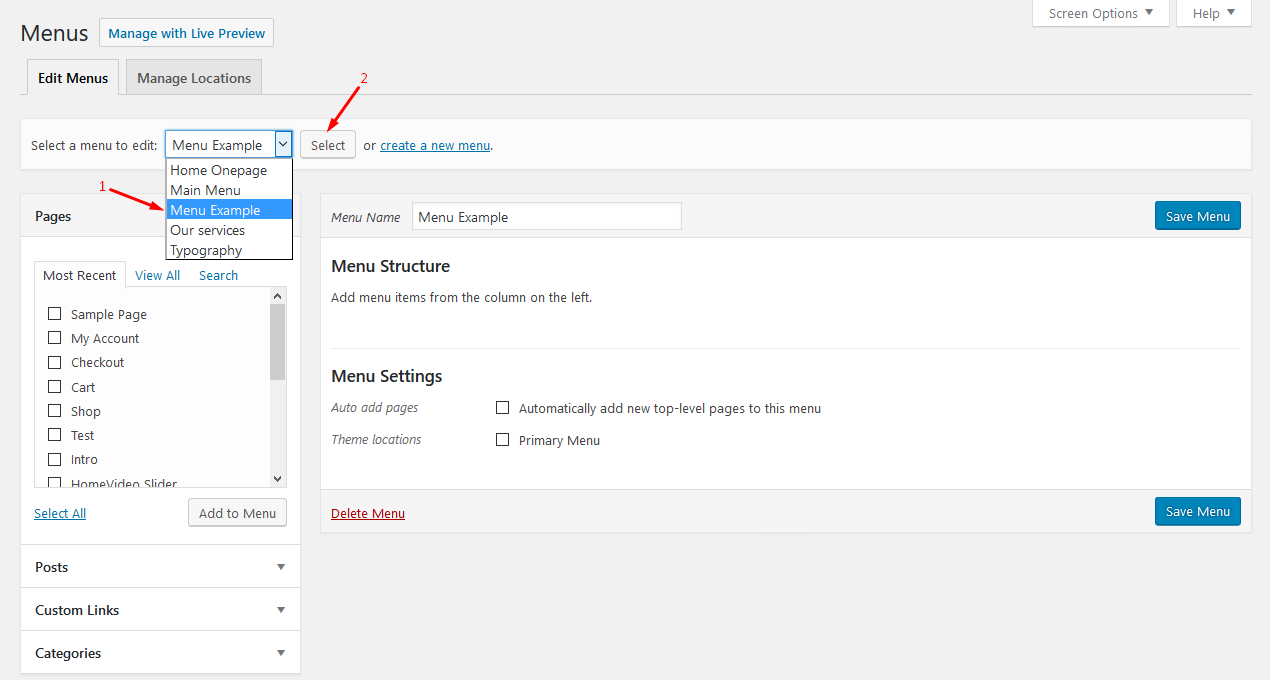 Screen Options Help
Menus Manage with Live Preview
Edit Menus Manage Locations
2
Select a menu to edit: Menu Example Select or create a new menu.
Home Onepage
Main Menu
1
Menu Example
Our services
Typography
Pages
Most Recent View All Search
Sample Page
My Account
Checkout
Cart
Shop
Test
Intro
HomeVideo Slider
Select All Add to Menu
Posts
Custom Links
Categories
Menu Name Menu Example Save Menu
Menu Structure
Add menu items from the column on the left.
Menu Settings
Auto add pages Automatically add new top-level pages to this menu
Theme locations Primary Menu
Delete Menu Save Menu